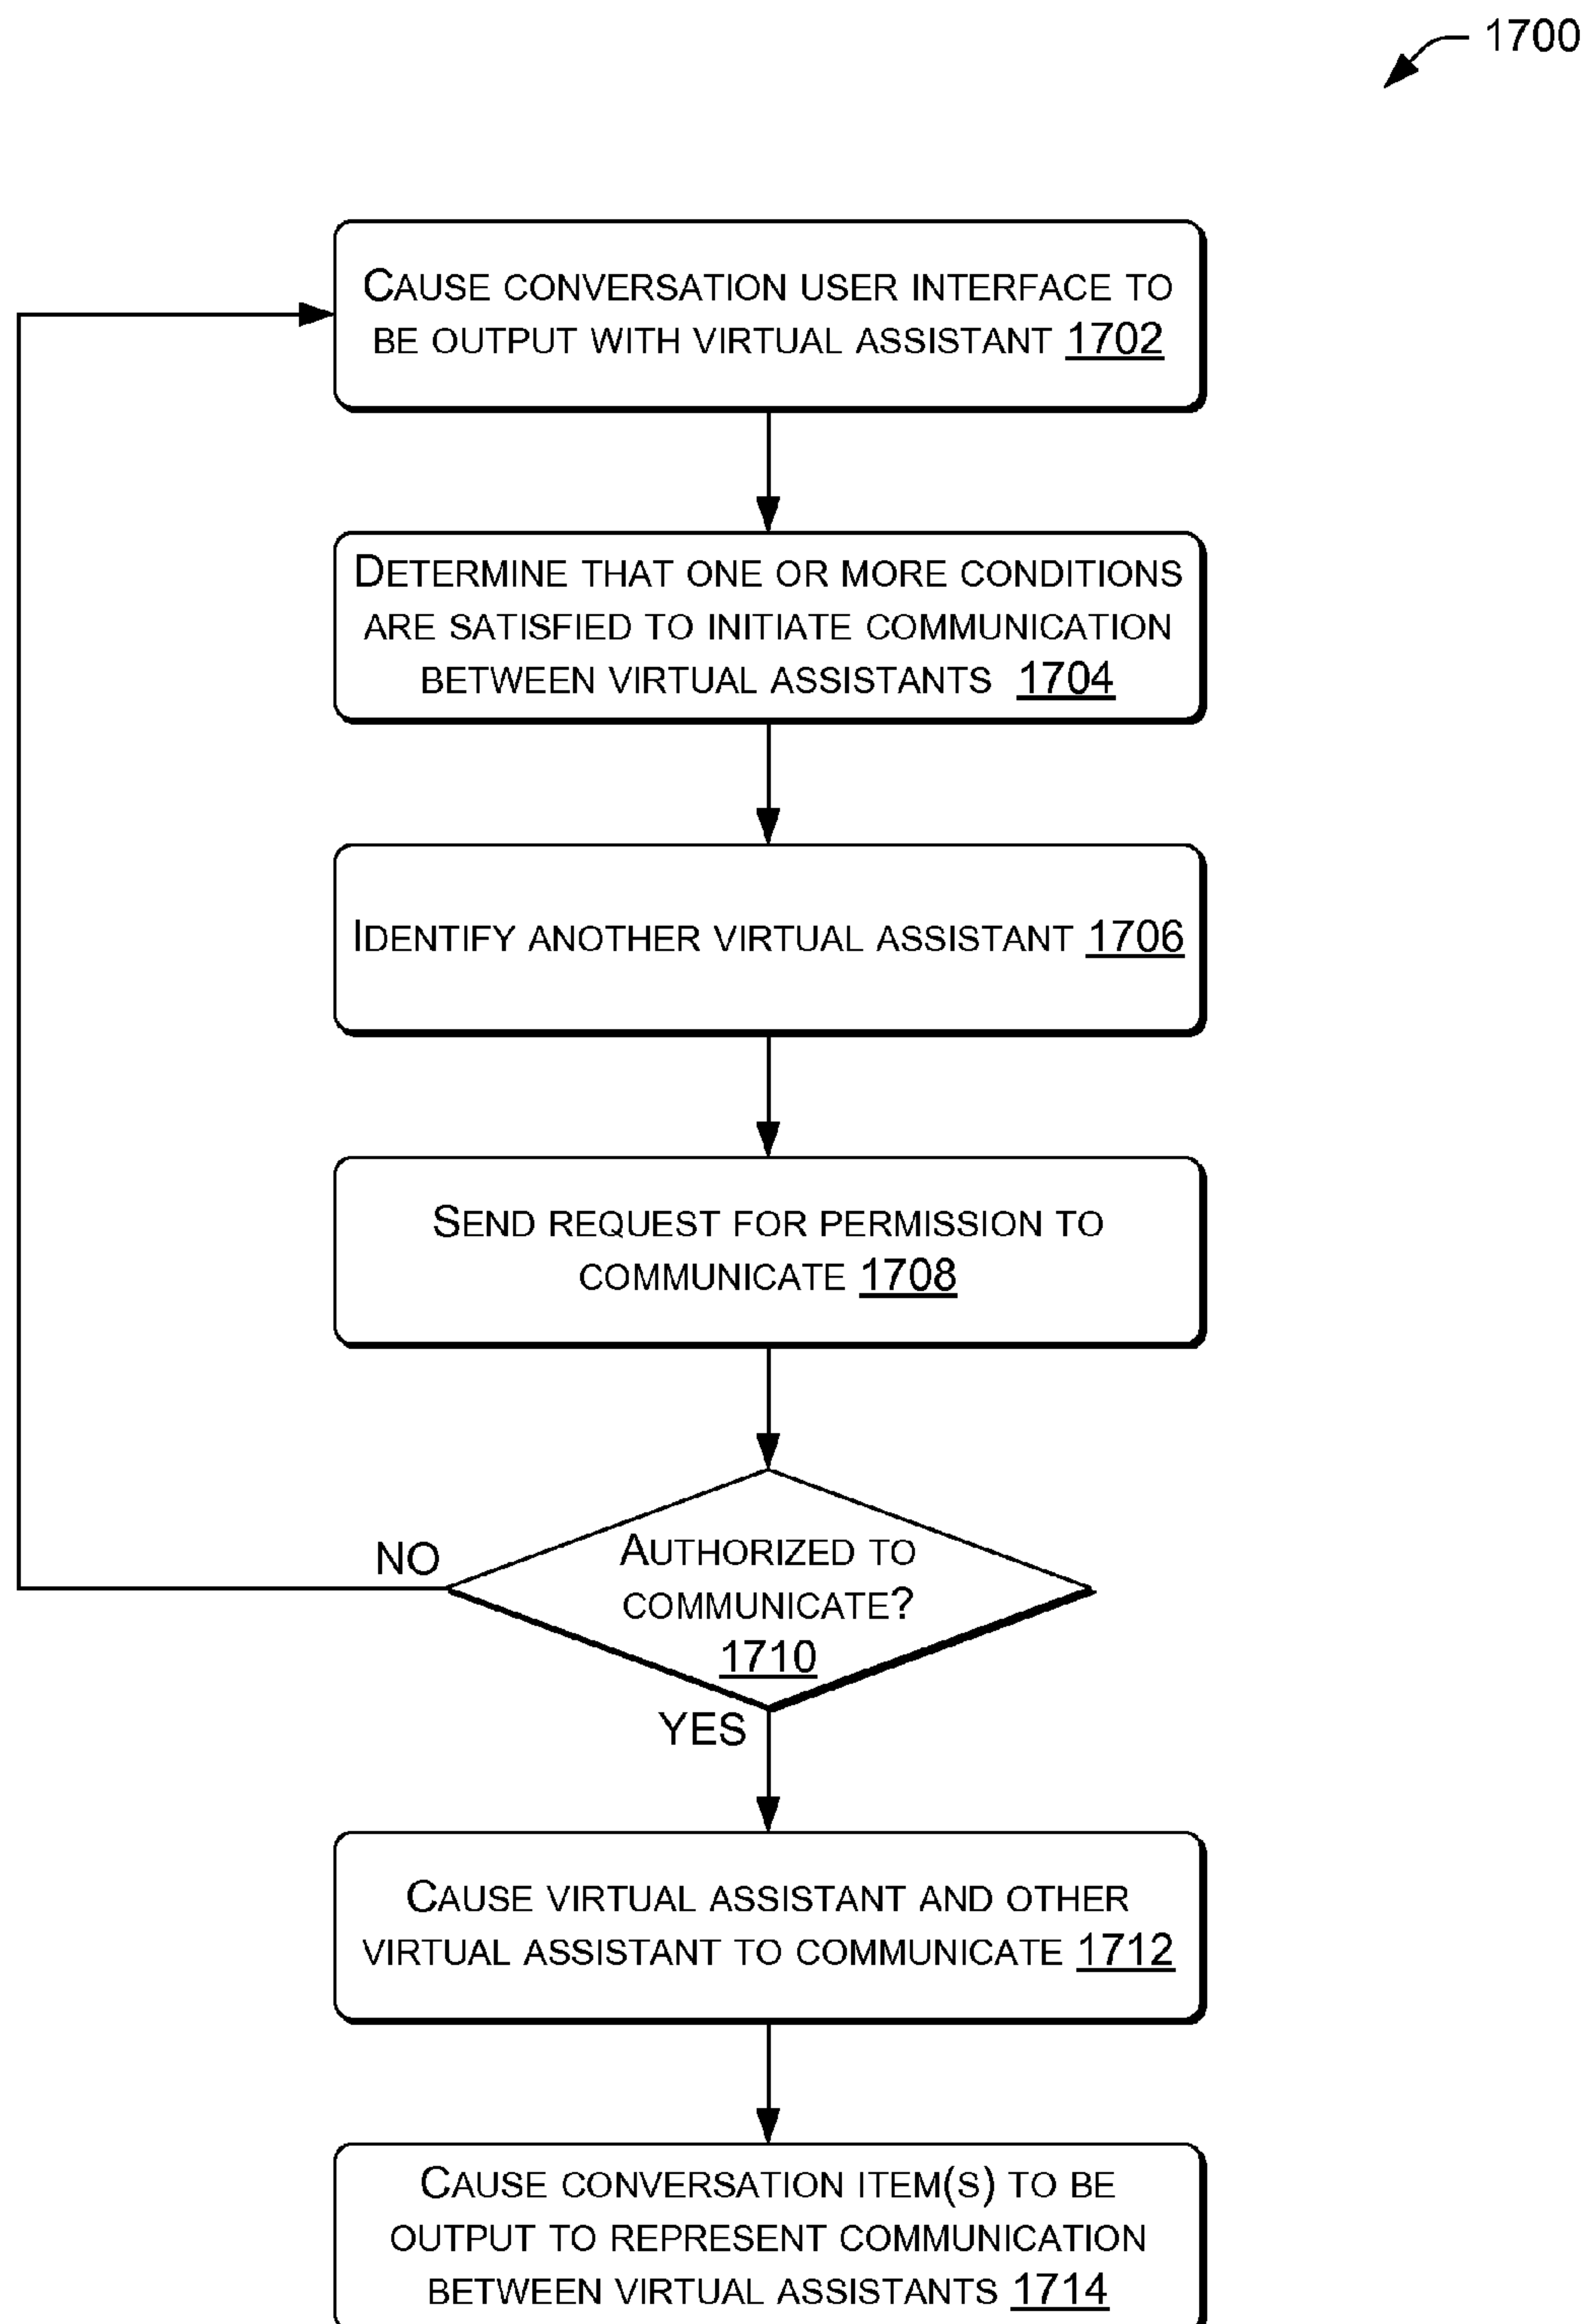 1700
CAUSE CONVERSATION USER INTERFACE TO
BE OUTPUT WITH VIRTUAL ASSISTANT 1702
DETERMINE THAT ONE OR MORE CONDITIONS
ARE SATISFIED TO INITIATE COMMUNICATION
BETWEEN VIRTUAL ASSISTANTS 1704
IDENTIFY ANOTHER VIRTUAL ASSISTANT 1706
SEND REQUEST FOR PERMISSION TO
COMMUNICATE 1708
NO
AUTHORIZED TO
COMMUNICATE?
1710
YES
CAUSE VIRTUAL ASSISTANT AND OTHER
VIRTUAL ASSISTANT TO COMMUNICATE 1712
CAUSE CONVERSATION ITEM(S) TO BE
OUTPUT TO REPRESENT COMMUNICATION
BETWEEN VIRTUAL ASSISTANTS 1714